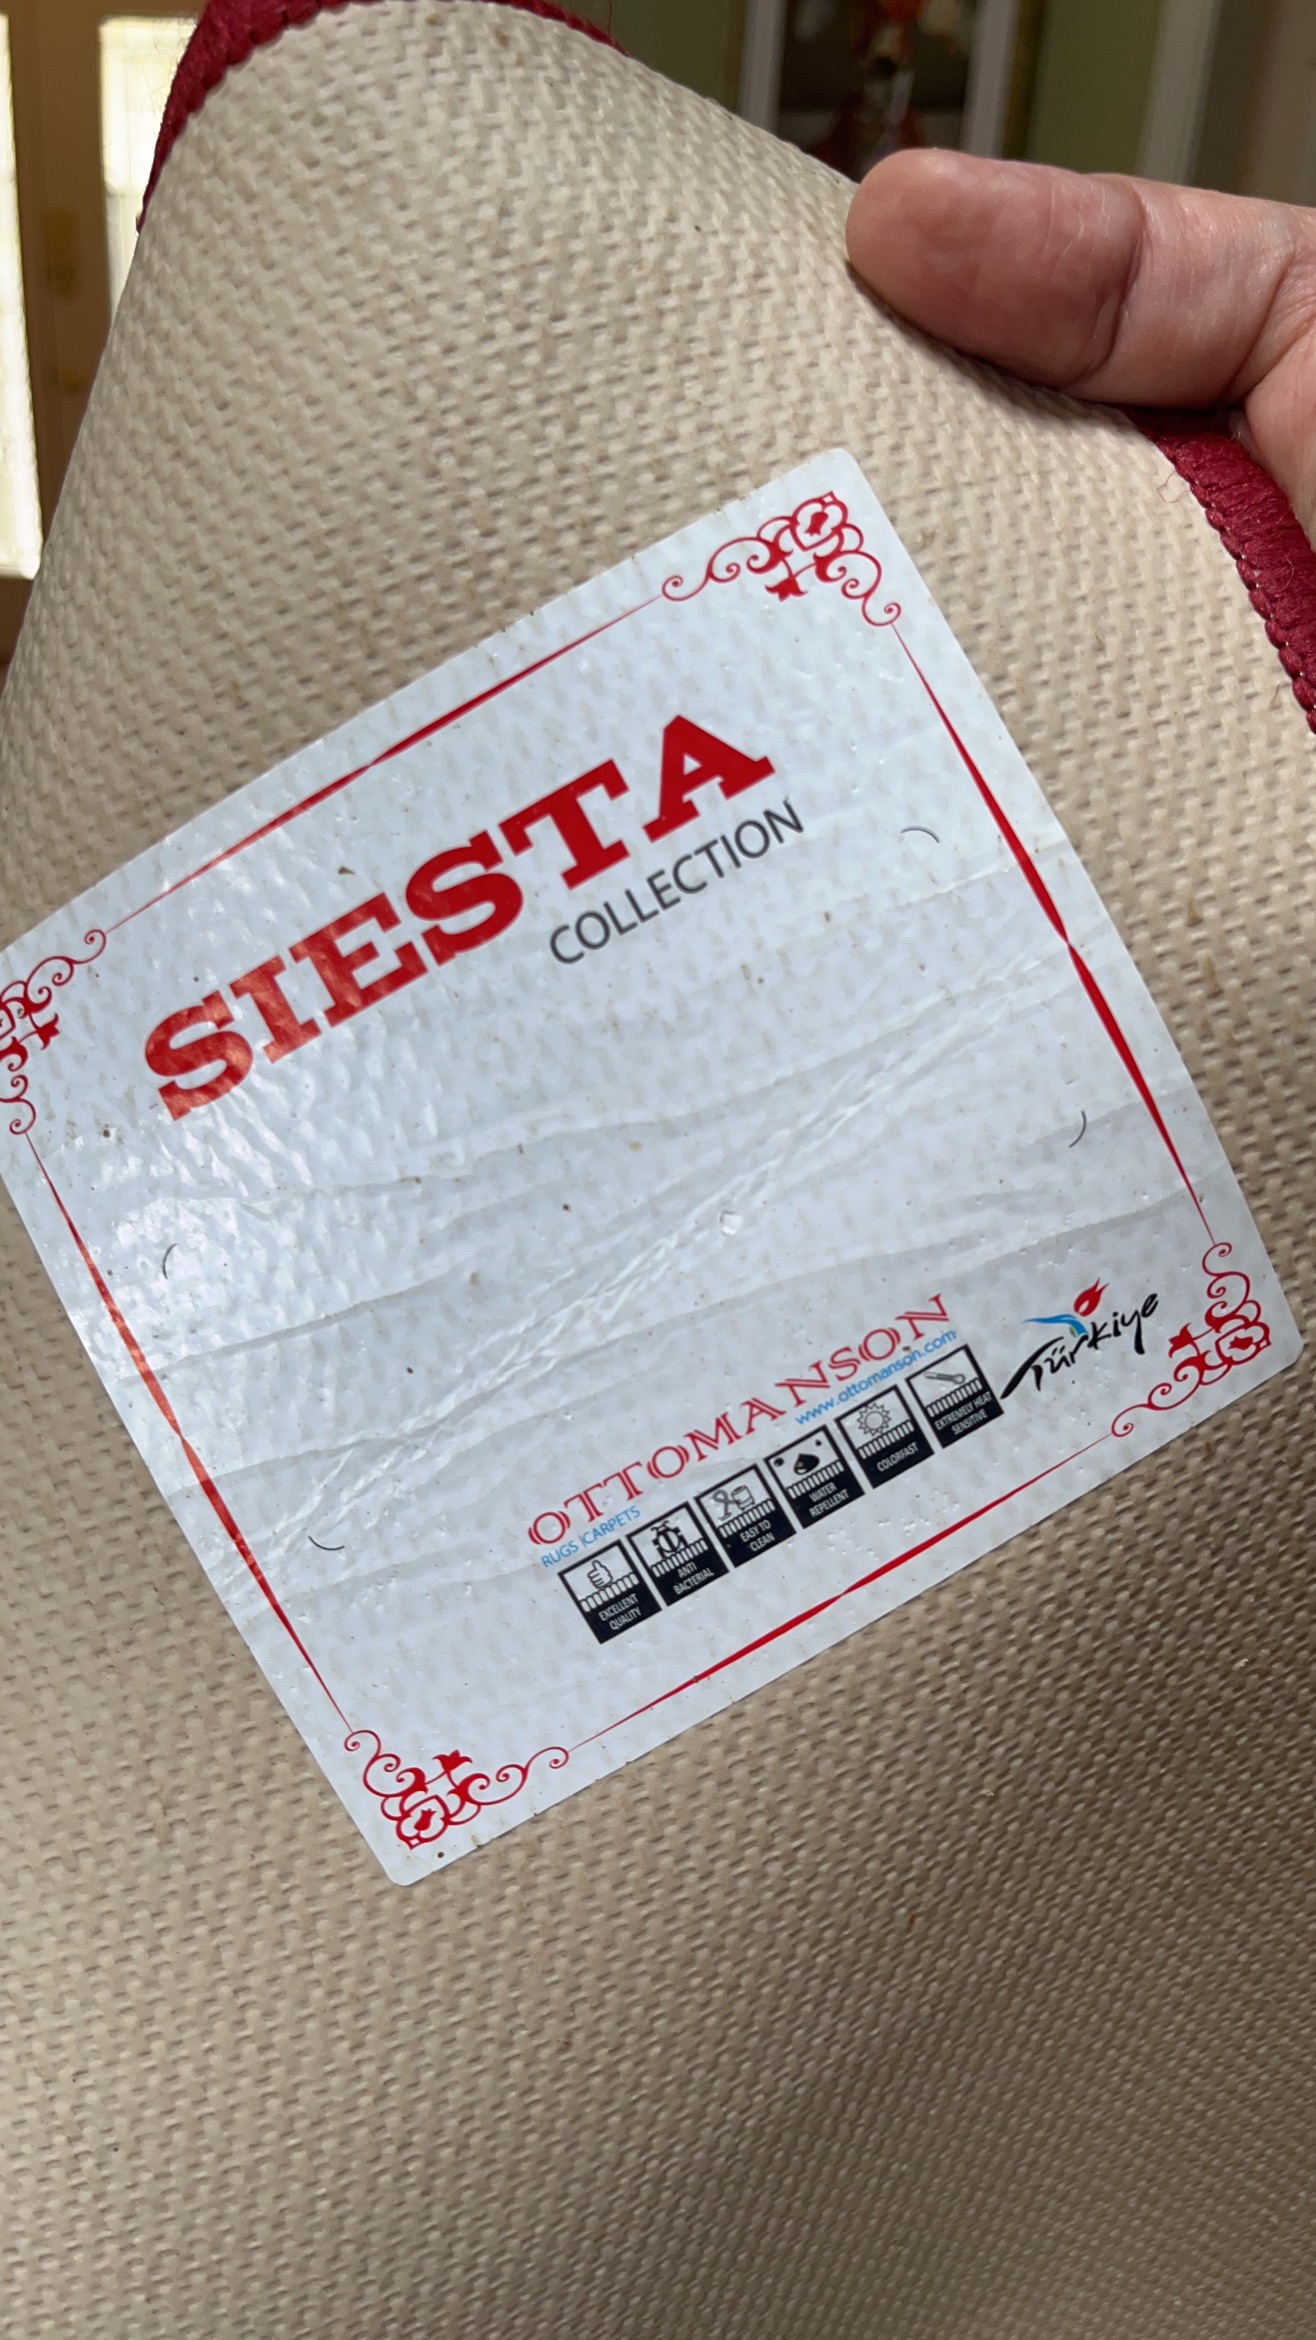 SIESTA
COLLECTION
OTTOMANSON
RUGS | CARPETS
www.ottomanson.com
EXCELLENT
QUALITY
ANTI
BACTERIAL
EASY TO
CLEAN
WATER
REPELLENT
COLORFAST
EXTREMELY HEAT
SENSITIVE
Türkiye